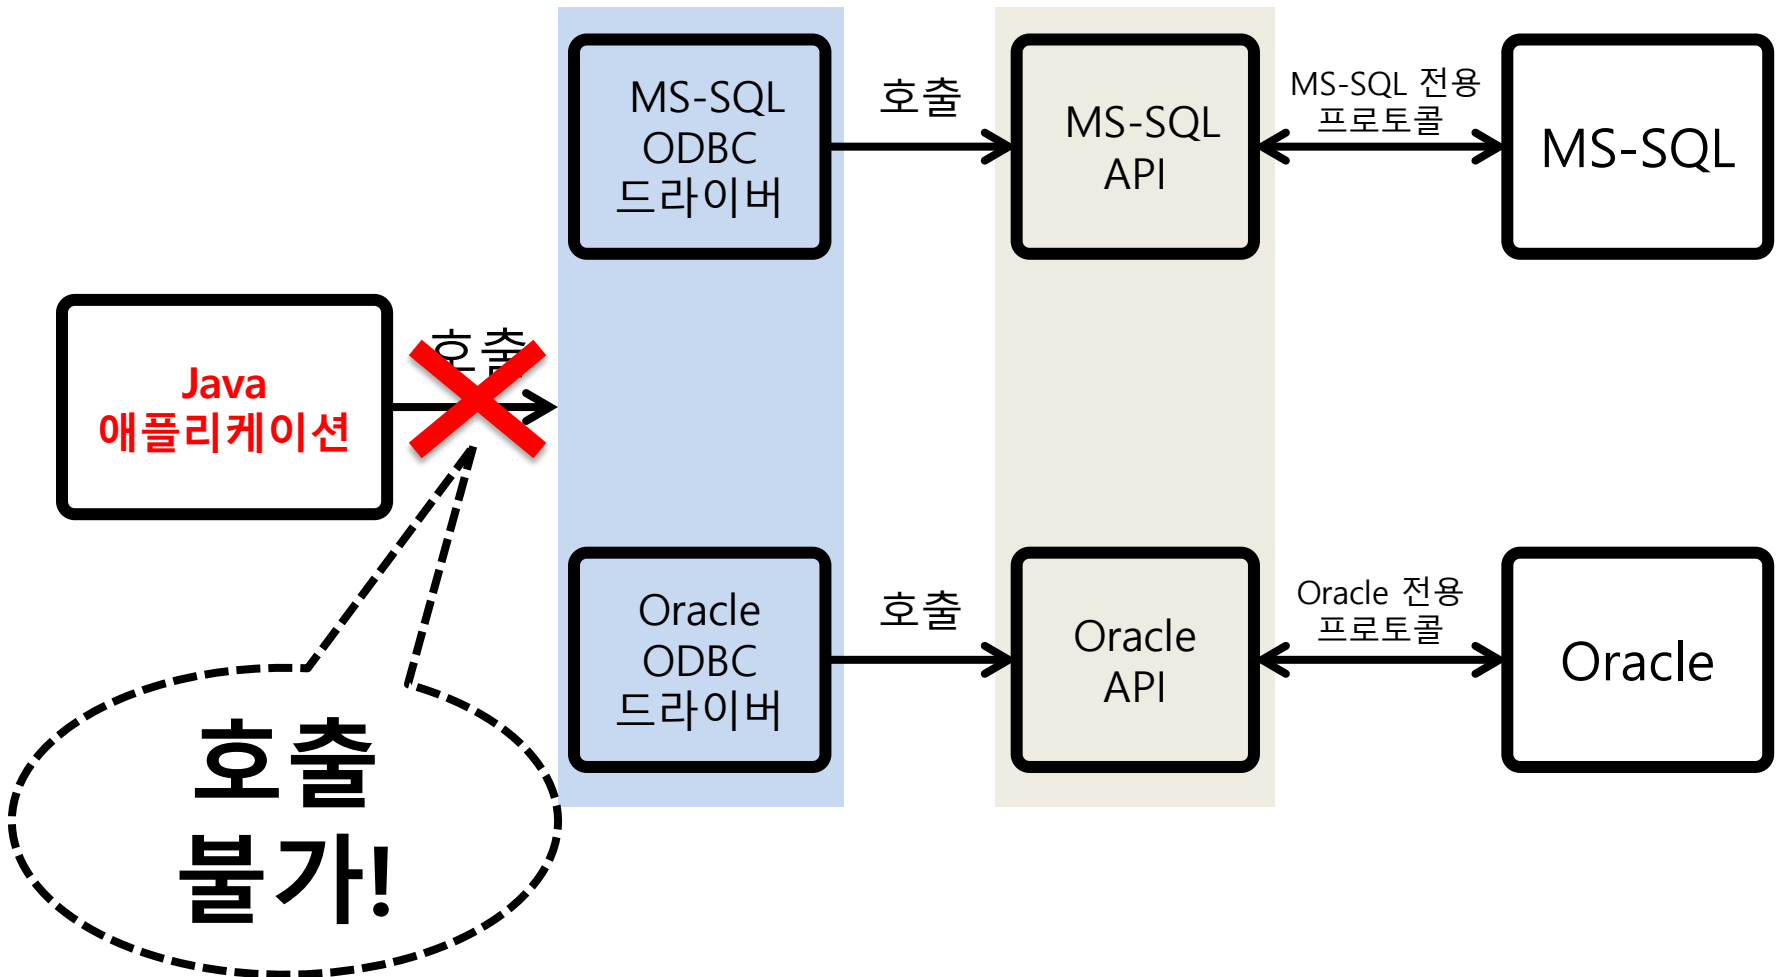 MS-SQL
ODBC
드라이버
호출
MS-SQL
API
MS-SQL 전용
프로토콜
MS-SQL
Java
애플리케이션
호출
Oracle
ODBC
드라이버
호출
Oracle
API
Oracle 전용
프로토콜
Oracle
호출
불가!